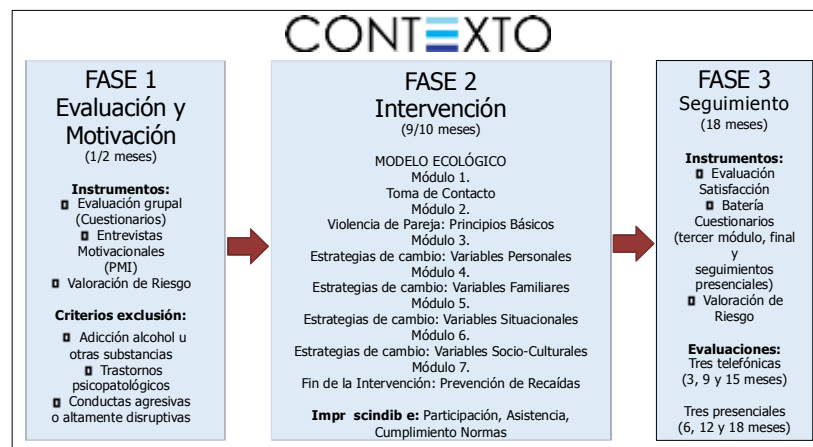 CONTEXTO
FASE 1
Evaluación y
Motivación
(1/2 meses)
Instrumentos:
Evaluación grupal
(Cuestionarios)
Entrevistas
Motivacionales
(PMI)
Valoración de Riesgo
Criterios exclusión:
Adicción alcohol u
otras substancias
Trastornos
psicopatológicos
Conductas agresivas
o altamente disruptivas
FASE 2
Intervención
(9/10 meses)
MODELO ECOLÓGICO
Módulo 1.
Toma de Contacto
Módulo 2.
Violencia de Pareja: Principios Básicos
Módulo 3.
Estrategias de cambio: Variables Personales
Módulo 4.
Estrategias de cambio: Variables Familiares
Módulo 5.
Estrategias de cambio: Variables Situacionales
Módulo 6.
Estrategias de cambio: Variables Socio-Culturales
Módulo 7.
Fin de la Intervención: Prevención de Recaídas
Impr scindib e: Participación, Asistencia,
Cumplimiento Normas
FASE 3
Seguimiento
(18 meses)
Instrumentos:
Evaluación
Satisfacción
Batería
Cuestionarios
(tercer módulo, final
y
seguimientos
presenciales)
Valoración de
Riesgo
Evaluaciones:
Tres telefónicas
(3, 9 y 15 meses)
Tres presenciales
(6, 12 y 18 meses)